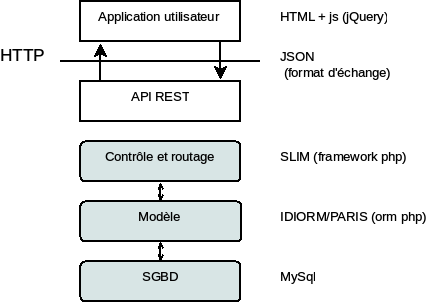 Application utilisateur
HTML + js (jQuery)
HTTP
JSON
(format d'échange)
API REST
Contrôle et routage
SLIM (framework php)
Modèle
IDIORM/PARIS (orm php)
SGBD
MySql